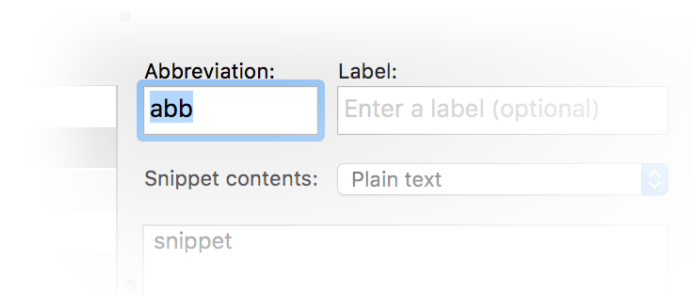 Abbreviation: Label:
abb Enter a label (optional)
Snippet contents: Plain text
snippet